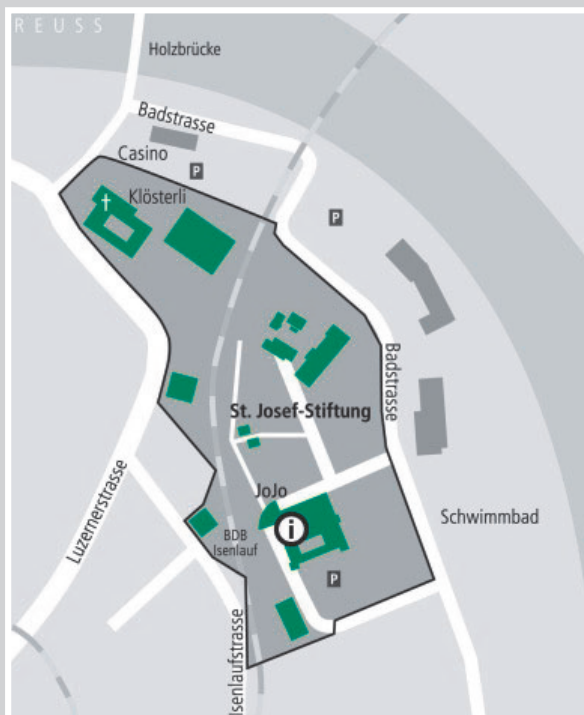 REUSS
Holzbrücke
Badstrasse
Casino
P
Klösterli
P
Badstrasse
St. Josef-Stiftung
Luzernerstrasse
JoJo
Schwimmbad
i
BDB
Isenlauf
P
Isenlaufstrasse